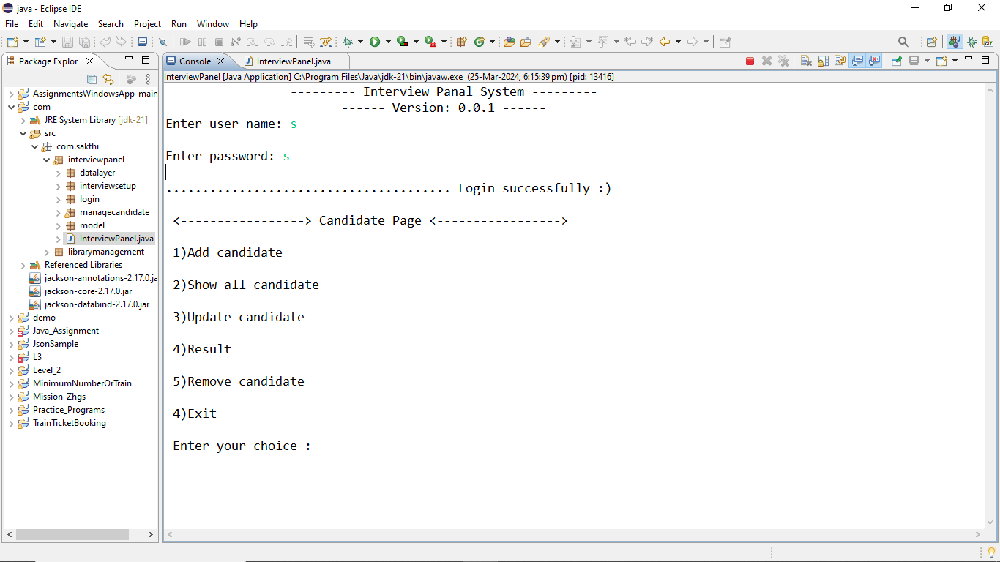 java - Eclipse IDE
File Edit Navigate Search Project Run Window Help
Package Explor
Console InterviewPanel.java
InterviewPanel [Java Application] C:\Program Files\Java\jdk-21\bin\javaw.exe (25-Mar-2024, 6:15:39 pm) [pid: 13416]
AssignmentsWindowsApp-main
com
JRE System Library [jdk-21]
src
com.sakthi
interviewpanel
datalayer
interviewsetup
login
managecandidate
model
InterviewPanel.java
librarymanagement
Referenced Libraries
jackson-annotations-2.17.0.ja
jackson-core-2.17.0.jar
jackson-databind-2.17.0.jar
demo
Java_Assignment
JsonSample
L3
Level_2
MinimumNumberOrTrain
Mission-Zhgs
Practice_Programs
TrainTicketBooking
--------- Interview Panal System ---------
------ Version: 0.0.1 ------
Enter user name: s
Enter password: s
....................................... Login successfully :)
<-----------------> Candidate Page <----------------->
1)Add candidate
2)Show all candidate
3)Update candidate
4)Result
5)Remove candidate
4)Exit
Enter your choice :